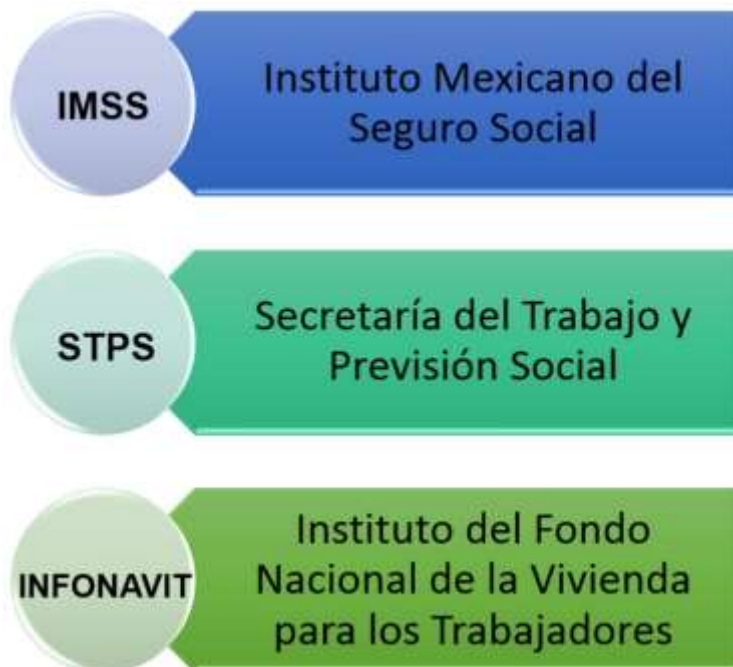 IMSS
Instituto Mexicano del
Seguro Social
STPS
Secretaría del Trabajo y
Previsión Social
INFONAVIT
Instituto del Fondo
Nacional de la Vivienda
para los Trabajadores